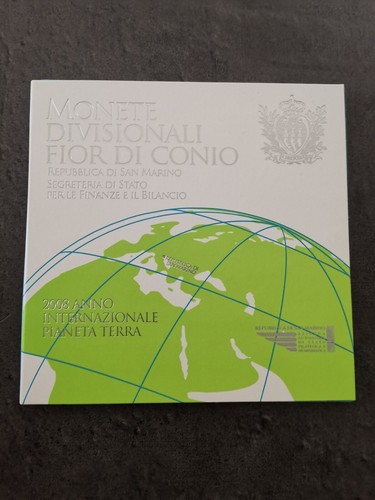 MONETE
DIVISIONALI
FIOR DI CONIO
REPUBBLICA DI SAN MARINO
SEGRETERIA DI STATO
PER LE FINANZE E IL BILANCIO
2008 ANNO
INTERNAZIONALE
PIANETA TERRA